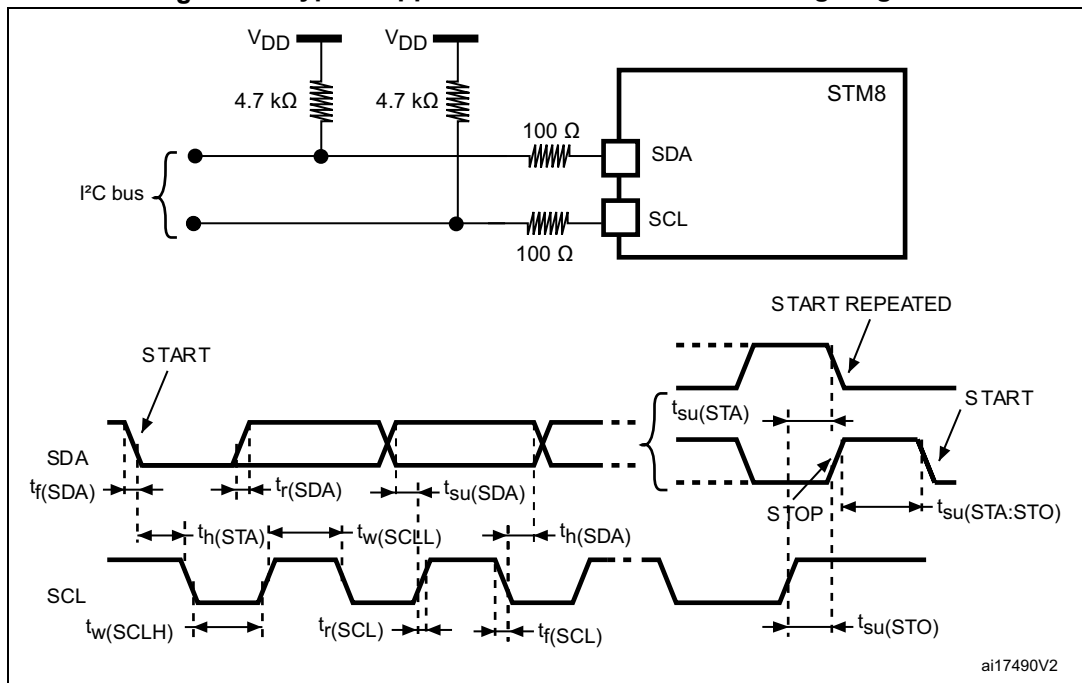 VDD VDD
4.7 kΩ 4.7 kΩ
STM8
100 Ω
SDA
I²C bus
SCL
100 Ω
START REPEATED
START
tsu(STA)
START
SDA
tf(SDA) tr(SDA) tsu(SDA)
STOP
tsu(STA:STO)
th(STA) tw(SCLL) th(SDA)
SCL
tw(SCLH) tr(SCL) tf(SCL) tsu(STO)
ai17490V2